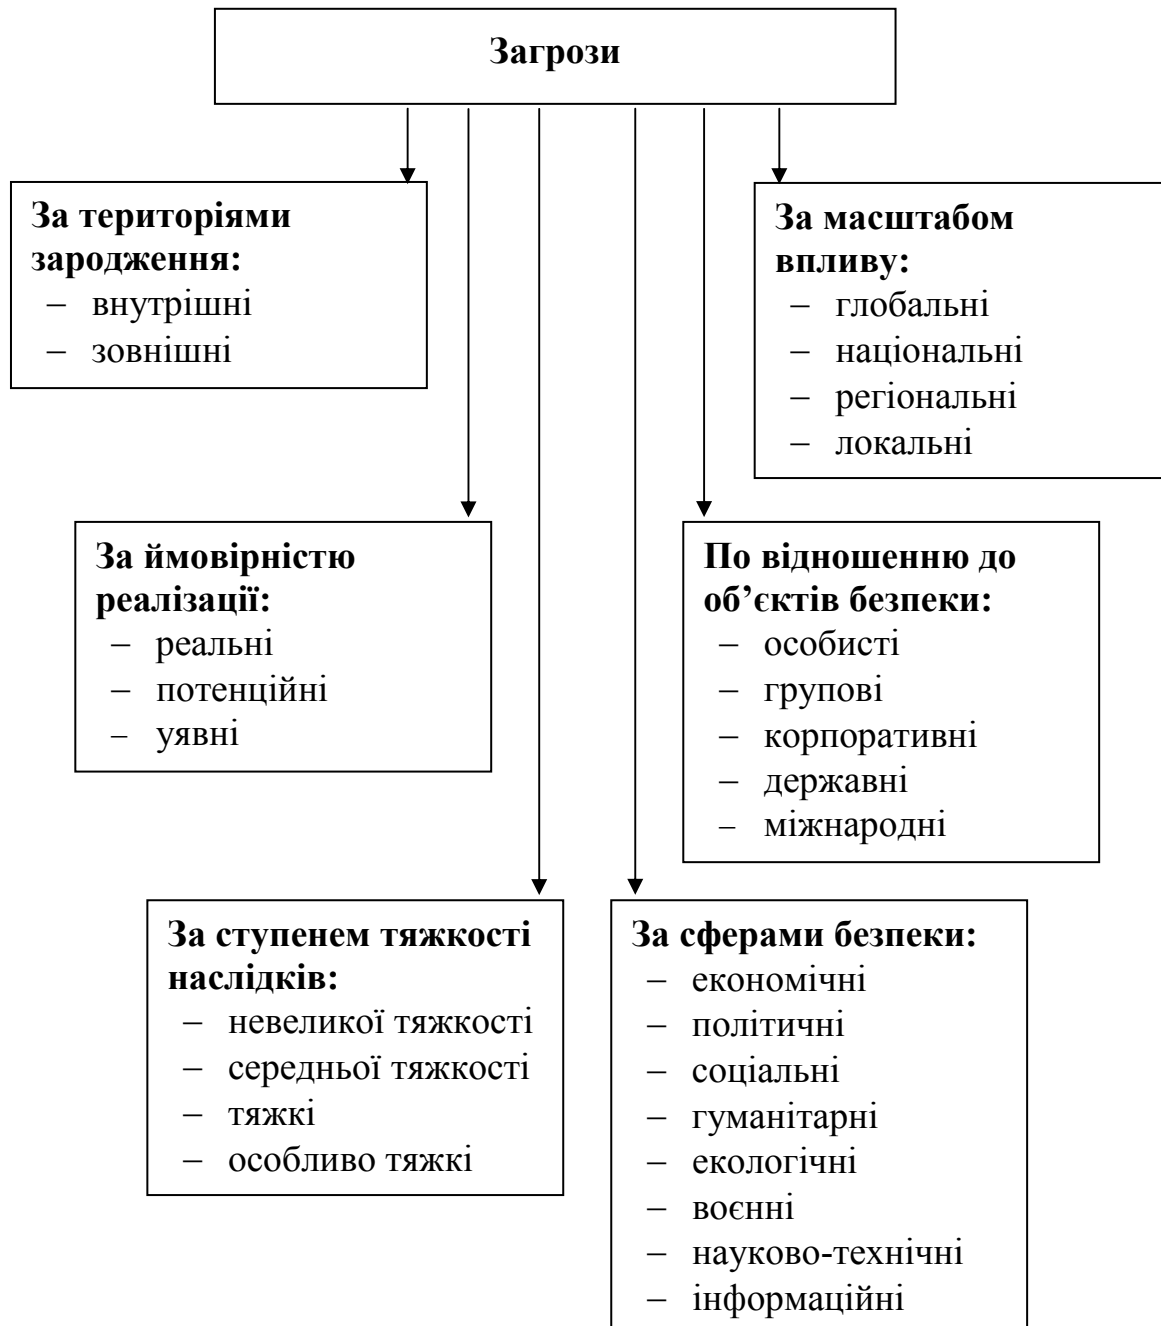 Загрози
За територіями
зародження:
– внутрішні
– зовнішні
За масштабом
впливу:
– глобальні
– національні
– регіональні
– локальні
За ймовірністю
реалізації:
– реальні
– потенційні
– уявні
По відношенню до
об’єктів безпеки:
– особисті
– групові
– корпоративні
– державні
– міжнародні
За ступенем тяжкості
наслідків:
– невеликої тяжкості
– середньої тяжкості
– тяжкі
– особливо тяжкі
За сферами безпеки:
– економічні
– політичні
– соціальні
– гуманітарні
– екологічні
– воєнні
– науково-технічні
– інформаційні